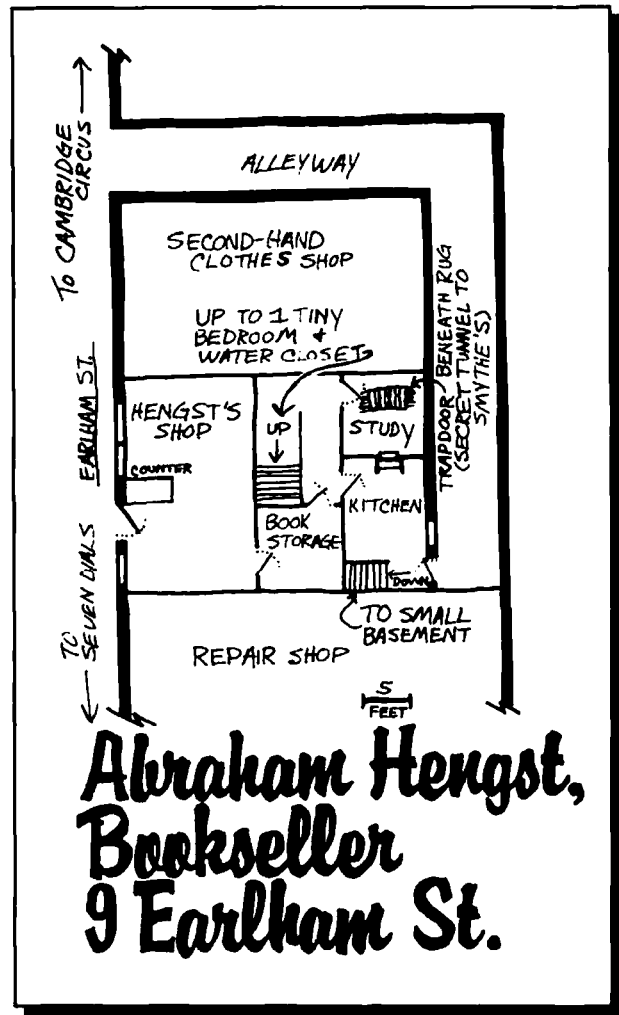 To CAMBRIDGE
CIRCUS
ALLEYWAY
SECOND-HAND
CLOTHES SHOP
UP TO 1 TINY
BEDROOM &
WATER CLOSET
TRAPDOOR BENEATH RUG
(SECRET TUNNEL TO
SMYTHE'S)
EARLHAM ST.
HENGST'S
SHOP
UP
STUDY
COUNTER
KITCHEN
BOOK
STORAGE
DOWN
TO SMALL
BASEMENT
TO
SEVEN DIALS
REPAIR SHOP
5
FEET
Abraham Hengst,
Bookseller
9 Earlham St.